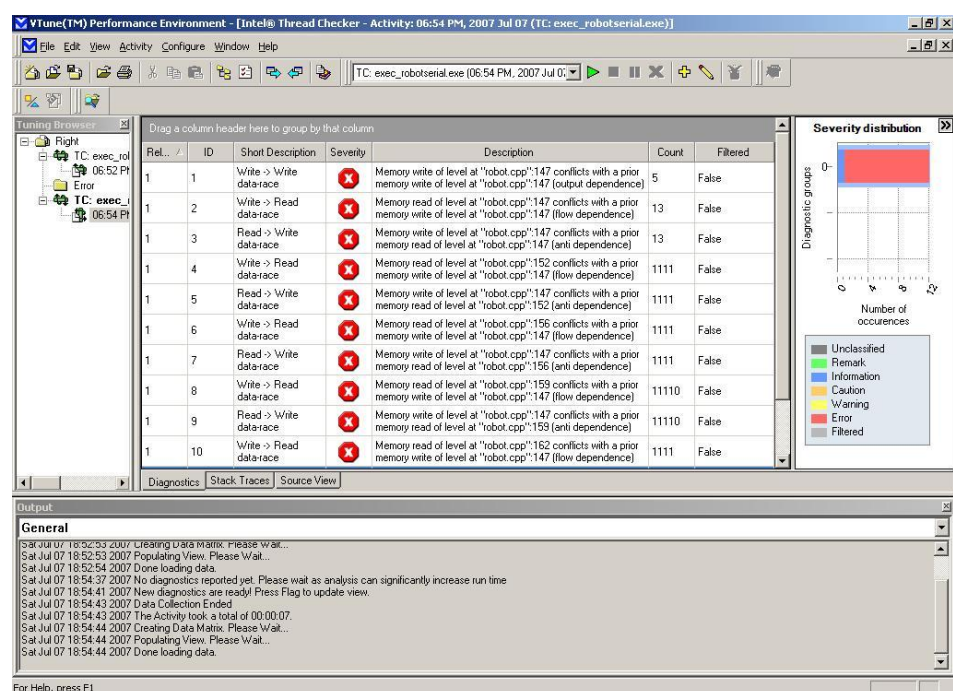 VTune(TM) Performance Environment - [Intel® Thread Checker - Activity: 06:54 PM, 2007 Jul 07 (TC: exec_robotserial.exe)]
File Edit View Activity Configure Window Help
TC: exec_robotserial.exe (06:54 PM, 2007 Jul 0
Tuning Browser
Right
TC: exec_rol
06:52 P
Error
TC: exec_
06:54 P
Drag a column header here to group by that column
Rel... ID Short Description Severity Description Count Filtered
1 1 Write -> Write data-race Memory write of level at "robot.cpp":147 conflicts with a prior memory write of level at "robot.cpp":147 (output dependence) 5 False
1 2 Write -> Read data-race Memory read of level at "robot.cpp":147 conflicts with a prior memory write of level at "robot.cpp":147 (flow dependence) 13 False
1 3 Read -> Write data-race Memory write of level at "robot.cpp":147 conflicts with a prior memory read of level at "robot.cpp":147 (anti dependence) 13 False
1 4 Write -> Read data-race Memory read of level at "robot.cpp":152 conflicts with a prior memory write of level at "robot.cpp":147 (flow dependence) 1111 False
1 5 Read -> Write data-race Memory write of level at "robot.cpp":147 conflicts with a prior memory read of level at "robot.cpp":152 (anti dependence) 1111 False
1 6 Write -> Read data-race Memory read of level at "robot.cpp":156 conflicts with a prior memory write of level at "robot.cpp":147 (flow dependence) 1111 False
1 7 Read -> Write data-race Memory write of level at "robot.cpp":147 conflicts with a prior memory read of level at "robot.cpp":156 (anti dependence) 1111 False
1 8 Write -> Read data-race Memory read of level at "robot.cpp":159 conflicts with a prior memory write of level at "robot.cpp":147 (flow dependence) 11110 False
1 9 Read -> Write data-race Memory write of level at "robot.cpp":147 conflicts with a prior memory read of level at "robot.cpp":159 (anti dependence) 11110 False
1 10 Write -> Read data-race Memory read of level at "robot.cpp":162 conflicts with a prior memory write of level at "robot.cpp":147 (flow dependence) 1111 False
Diagnostics Stack Traces Source View
Severity distribution
Diagnostic groups
0
0 4 8 12
Number of
occurences
Unclassified
Remark
Information
Caution
Warning
Error
Filtered
Output
General
Sat Jul 07 18:52:53 2007 Creating Data Matrix. Please Wait...
Sat Jul 07 18:52:53 2007 Populating View. Please Wait...
Sat Jul 07 18:52:54 2007 Done loading data.
Sat Jul 07 18:54:37 2007 No diagnostics reported yet. Please wait as analysis can significantly increase run time
Sat Jul 07 18:54:41 2007 New diagnostics are ready! Press Flag to update view.
Sat Jul 07 18:54:43 2007 Data Collection Ended
Sat Jul 07 18:54:43 2007 The Activity took a total of 00:00:07.
Sat Jul 07 18:54:44 2007 Creating Data Matrix. Please Wait...
Sat Jul 07 18:54:44 2007 Populating View. Please Wait...
Sat Jul 07 18:54:44 2007 Done loading data.
For Help, press F1